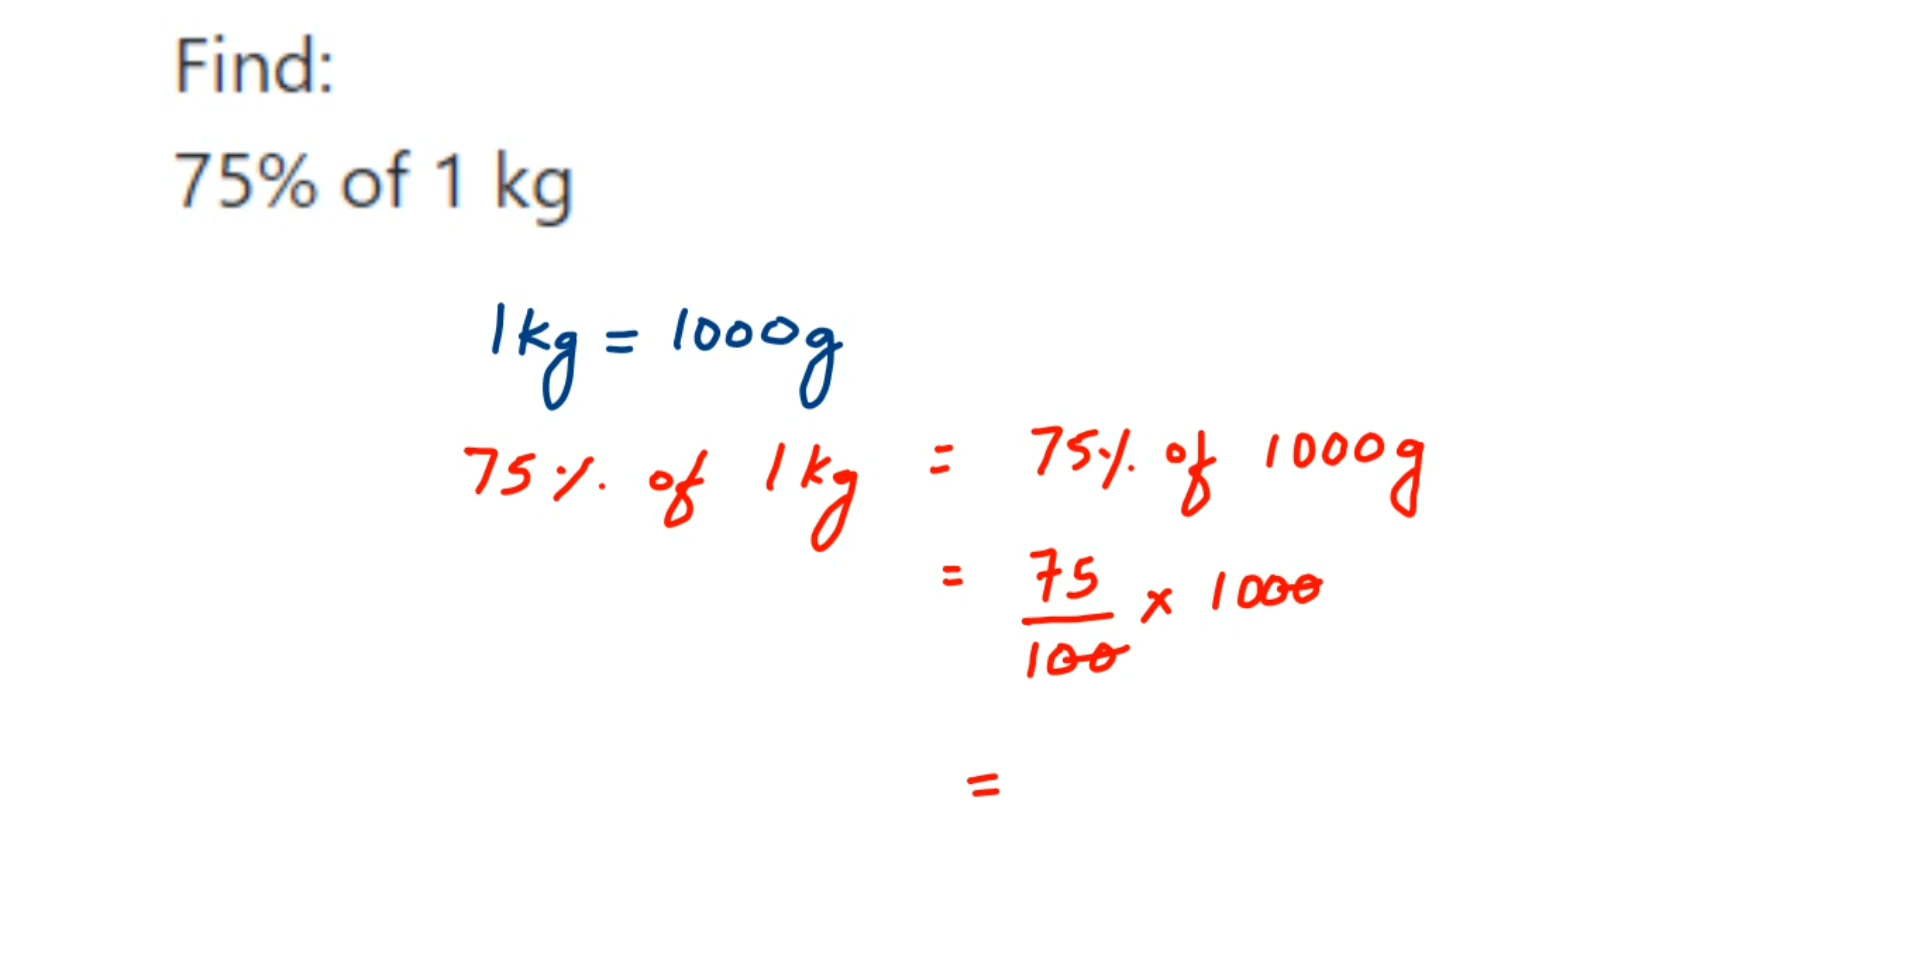 Find:
75% of 1 kg
1kg = 1000g
75% of 1kg = 75% of 1000g
= 75/100 × 1000
=